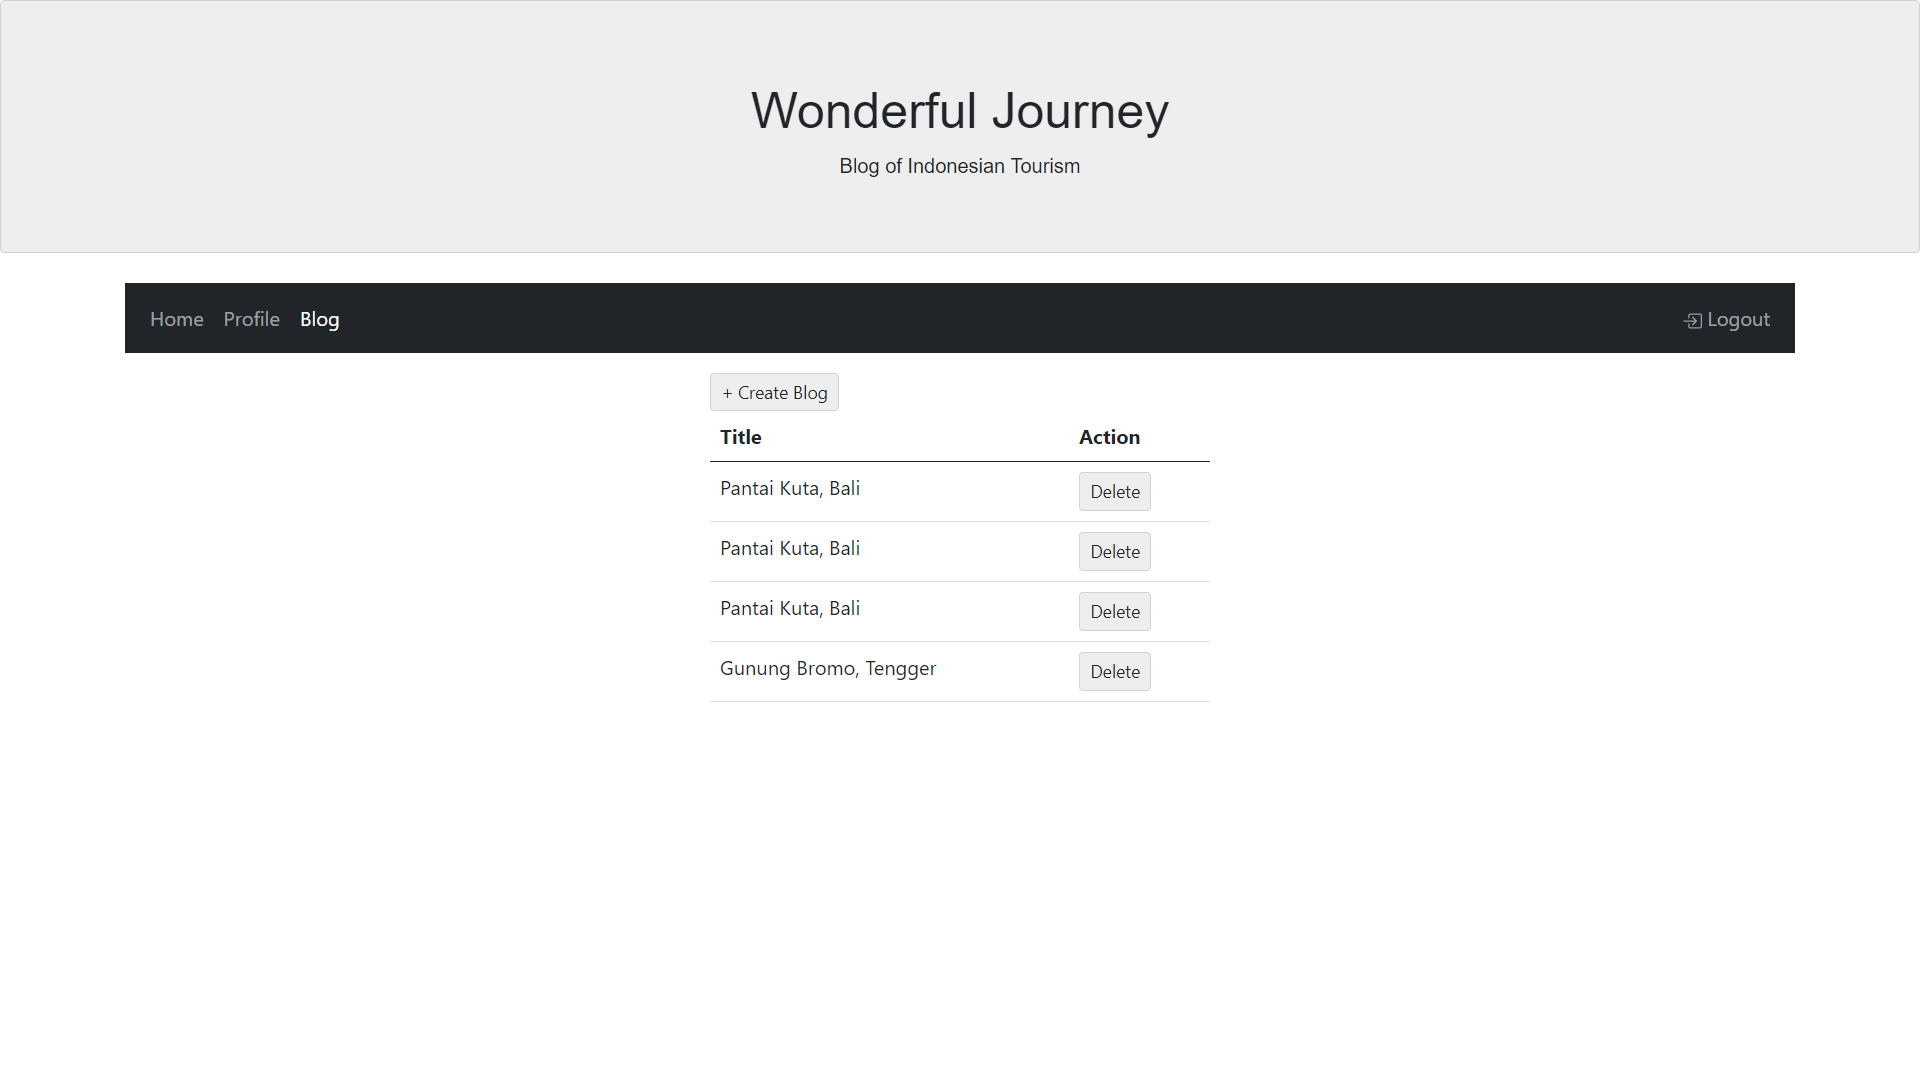 Wonderful Journey
Blog of Indonesian Tourism
Home Profile Blog Logout
+ Create Blog
Title Action
Pantai Kuta, Bali Delete
Pantai Kuta, Bali Delete
Pantai Kuta, Bali Delete
Gunung Bromo, Tengger Delete